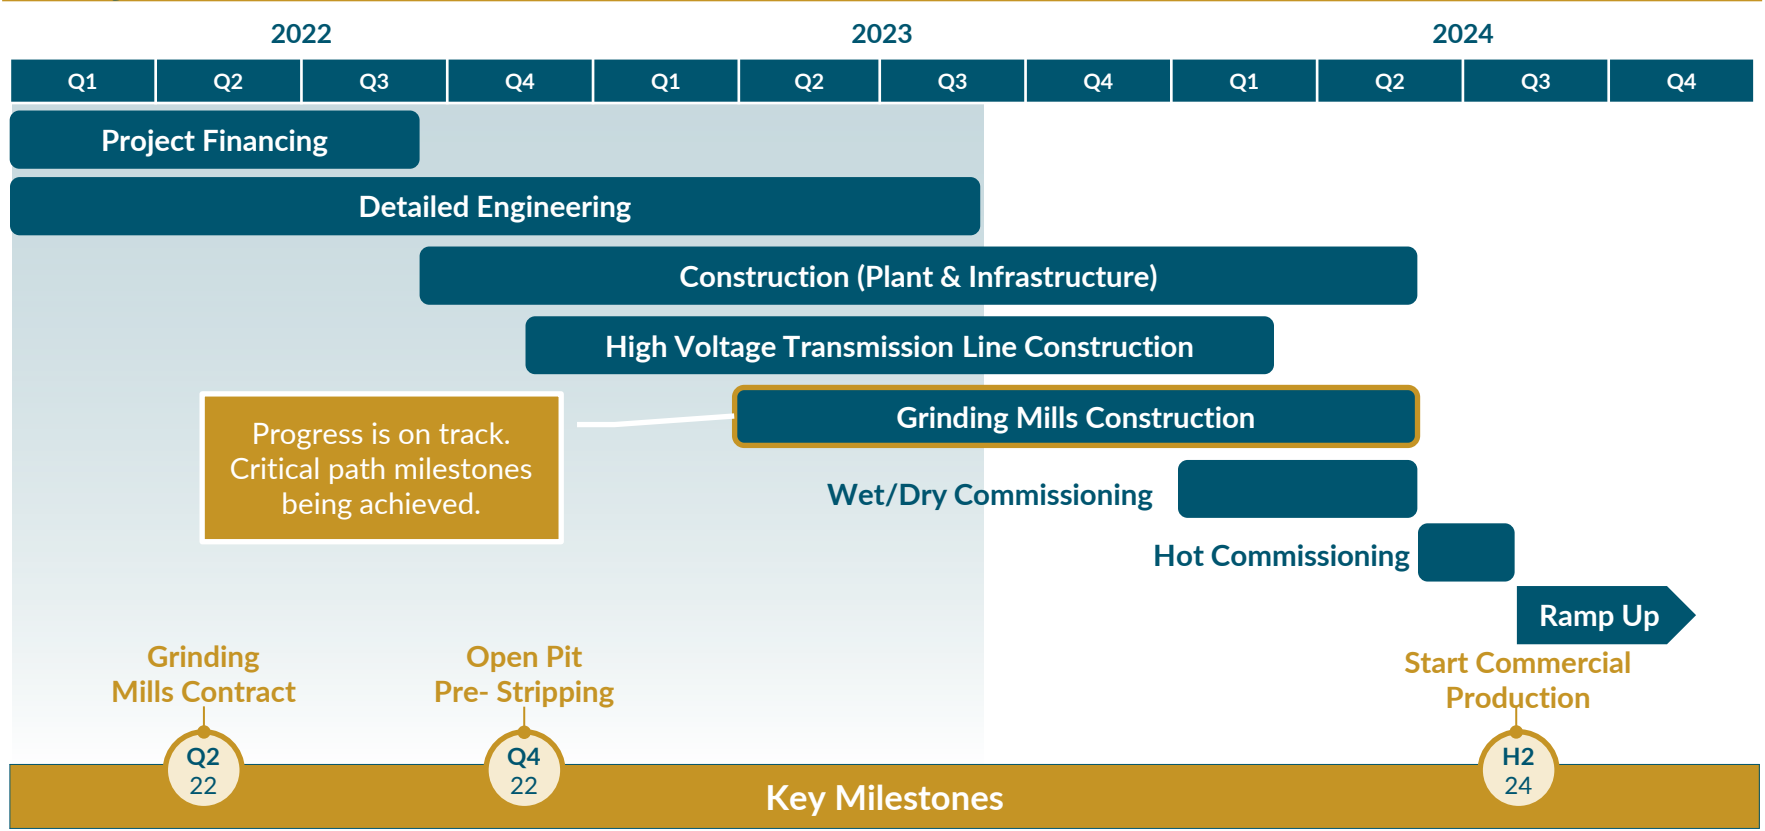 2022 2023 2024
Q1 Q2 Q3 Q4 Q1 Q2 Q3 Q4 Q1 Q2 Q3 Q4
Project Financing
Detailed Engineering
Construction (Plant & Infrastructure)
High Voltage Transmission Line Construction
Grinding Mills Construction
Progress is on track.
Critical path milestones
being achieved.
Wet/Dry Commissioning
Hot Commissioning
Ramp Up
Grinding
Mills Contract
Open Pit
Pre- Stripping
Start Commercial
Production
Q2
22
Q4
22
H2
24
Key Milestones